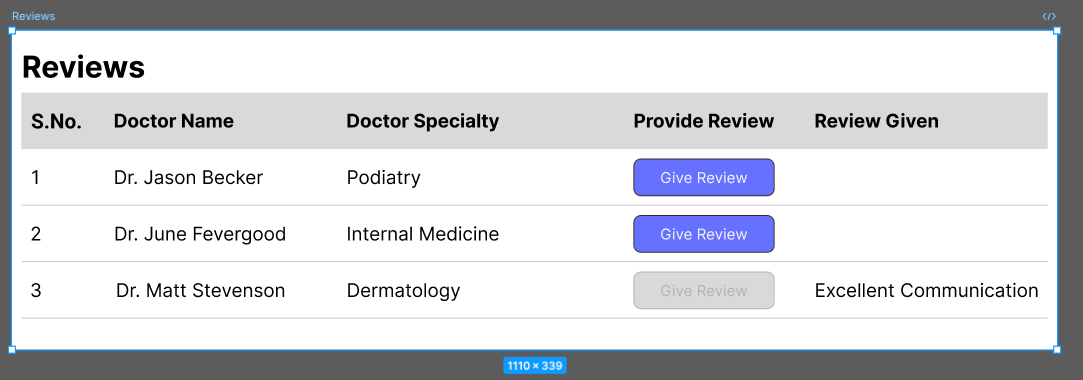 Reviews
</>
Reviews
S.No. Doctor Name Doctor Specialty Provide Review Review Given
1 Dr. Jason Becker Podiatry Give Review
2 Dr. June Fevergood Internal Medicine Give Review
3 Dr. Matt Stevenson Dermatology Give Review Excellent Communication
1110 × 339